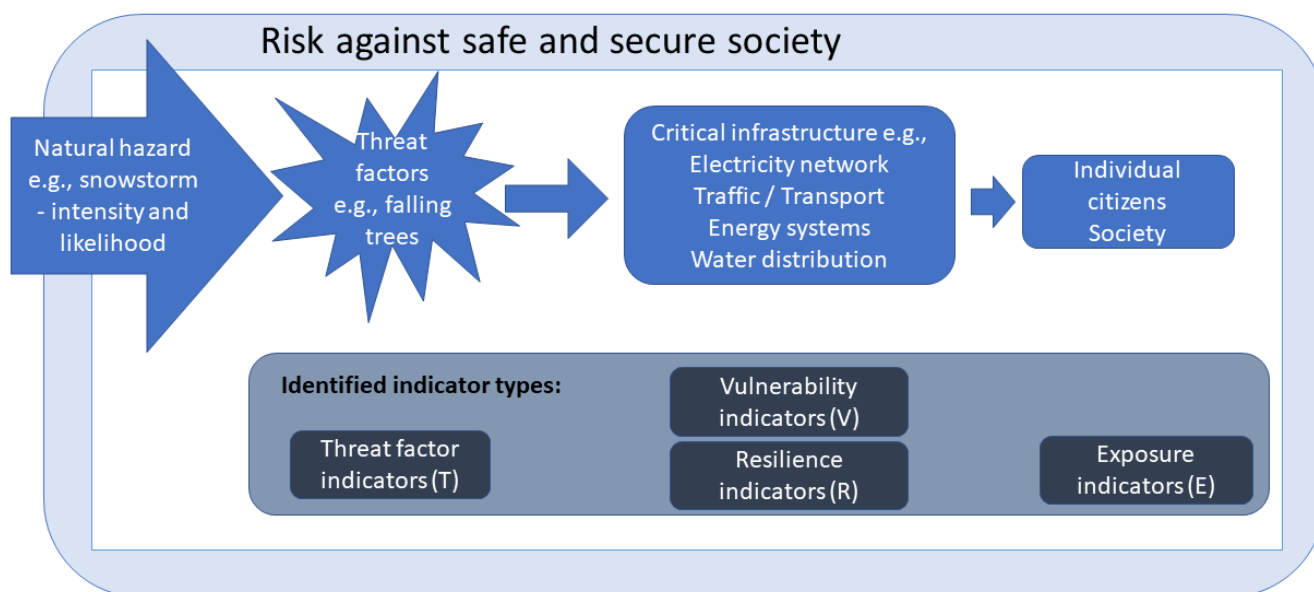 Risk against safe and secure society
Natural hazard
e.g., snowstorm
- intensity and
likelihood
Threat
factors
e.g., falling
trees
Critical infrastructure e.g.,
Electricity network
Traffic / Transport
Energy systems
Water distribution
Individual
citizens
Society
Identified indicator types:
Threat factor
indicators (T)
Vulnerability
indicators (V)
Resilience
indicators (R)
Exposure
indicators (E)